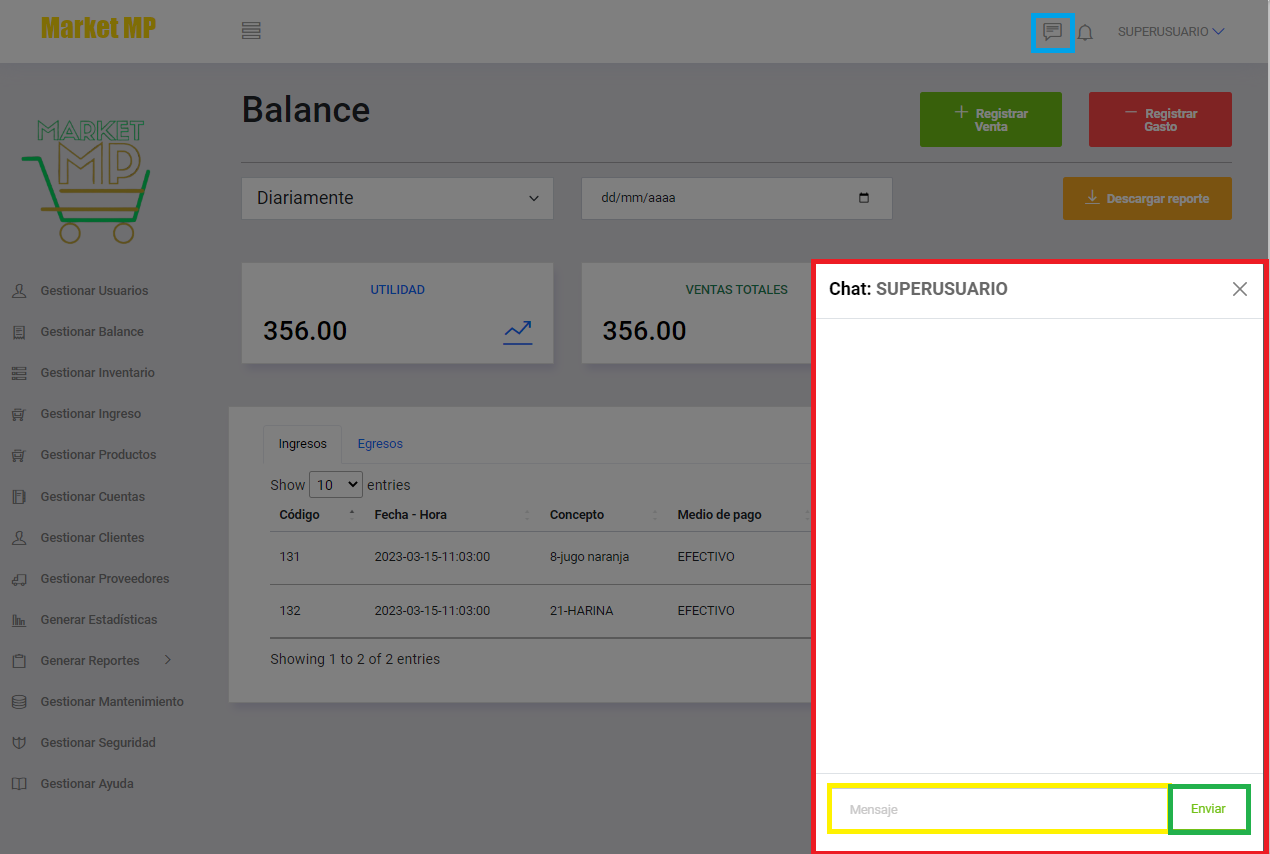 Market MP
SUPERUSUARIO
MARKET
MP
Balance
+ Registrar
Venta
− Registrar
Gasto
Diariamente
dd/mm/aaaa
Descargar reporte
UTILIDAD
356.00
VENTAS TOTALES
356.00
Gestionar Usuarios
Gestionar Balance
Gestionar Inventario
Gestionar Ingreso
Gestionar Productos
Gestionar Cuentas
Gestionar Clientes
Gestionar Proveedores
Generar Estadísticas
Generar Reportes
Gestionar Mantenimiento
Gestionar Seguridad
Gestionar Ayuda
Ingresos Egresos
Show 10 entries
Código Fecha - Hora Concepto Medio de pago
131 2023-03-15-11:03:00 8-jugo naranja EFECTIVO
132 2023-03-15-11:03:00 21-HARINA EFECTIVO
Showing 1 to 2 of 2 entries
Chat: SUPERUSUARIO
Mensaje
Enviar